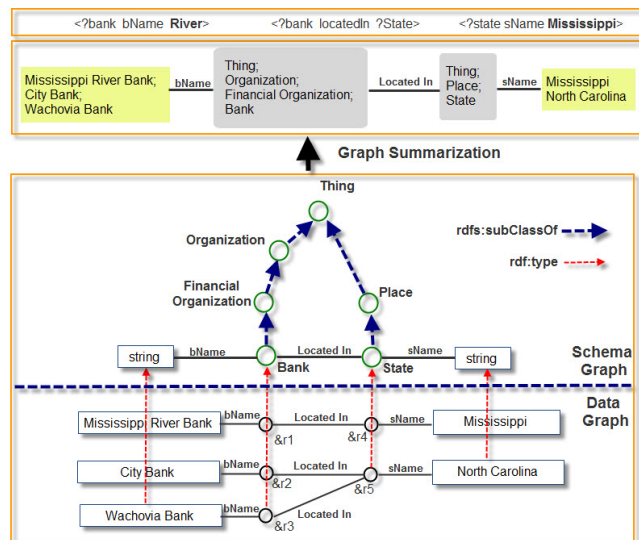 <?bank bName River> <?bank locatedIn ?State> <?state sName Mississippi>
Mississippi River Bank;
City Bank;
Wachovia Bank
bName
Thing;
Organization;
Financial Organization;
Bank
Located In
Thing;
Place;
State
sName
Mississippi
North Carolina
Graph Summarization
Thing
Organization
Financial
Organization
Place
rdfs:subClassOf
rdf:type
string
bName
Bank
Located In
State
sName
string
Schema
Graph
Data
Graph
Mississippi River Bank
bName
&r1
Located In
&r4
sName
Mississippi
City Bank
bName
&r2
Located In
&r5
sName
North Carolina
Wachovia Bank
bName
&r3
Located In